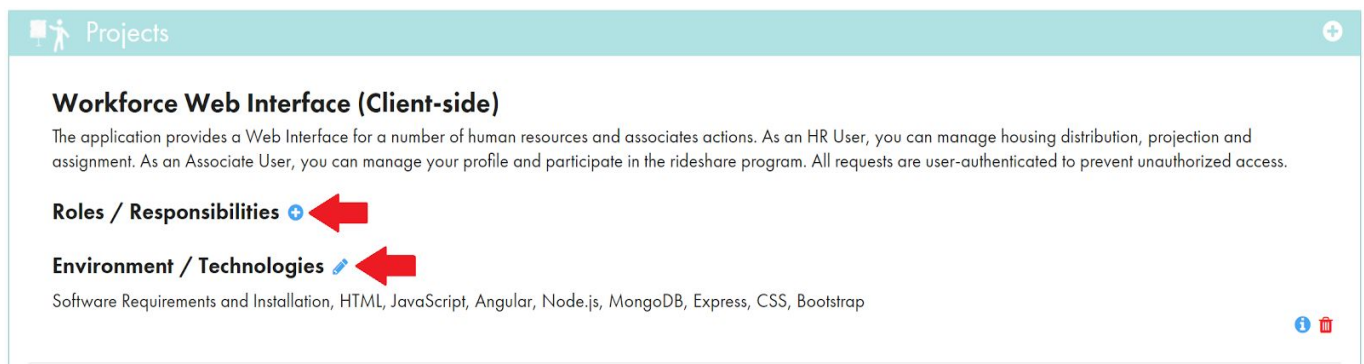 Projects
Workforce Web Interface (Client-side)
The application provides a Web Interface for a number of human resources and associates actions. As an HR User, you can manage housing distribution, projection and
assignment. As an Associate User, you can manage your profile and participate in the rideshare program. All requests are user-authenticated to prevent unauthorized access.
Roles / Responsibilities
Environment / Technologies
Software Requirements and Installation, HTML, JavaScript, Angular, Node.js, MongoDB, Express, CSS, Bootstrap